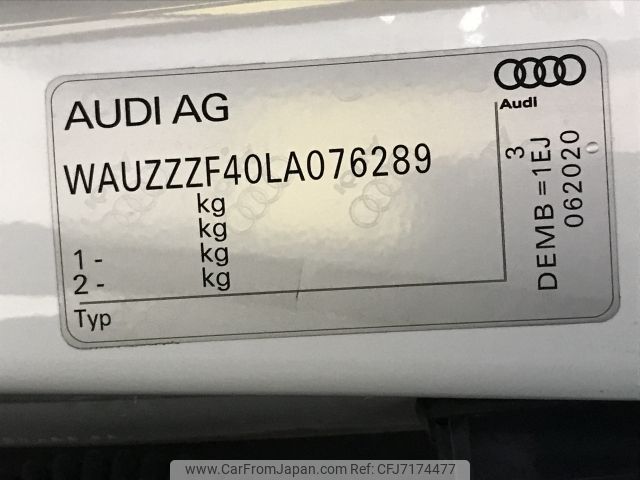 AUDI AG
Audi
WAUZZZF40LA076289
kg
kg
1 - kg
2 - kg
Typ
3
DEMB =1EJ
062020
www.CarFromJapan.com CFJ7174477